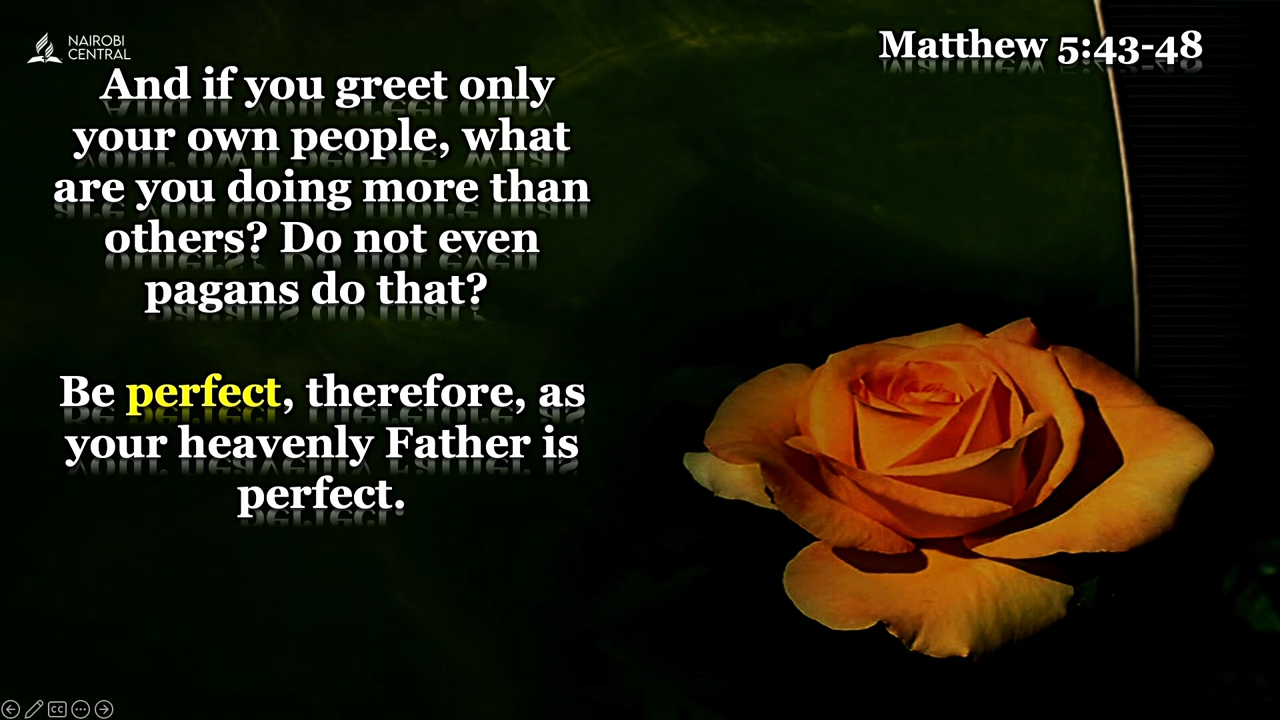 NAIROBI
CENTRAL
Matthew 5:43-48
And if you greet only
your own people, what
are you doing more than
others? Do not even
pagans do that?
Be perfect, therefore, as
your heavenly Father is
perfect.
CC